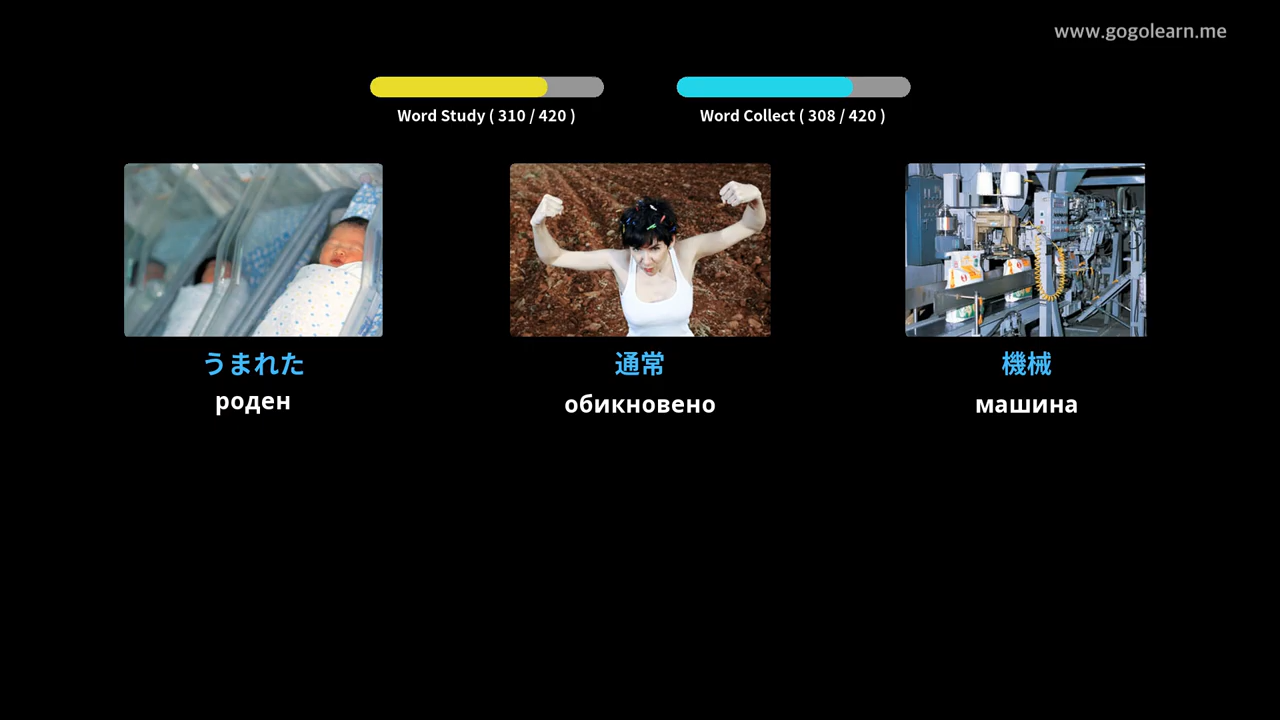 www.gogolearn.me
Word Study ( 310 / 420 )
Word Collect ( 308 / 420 )
うまれた
роден
通常
обикновено
機械
машина